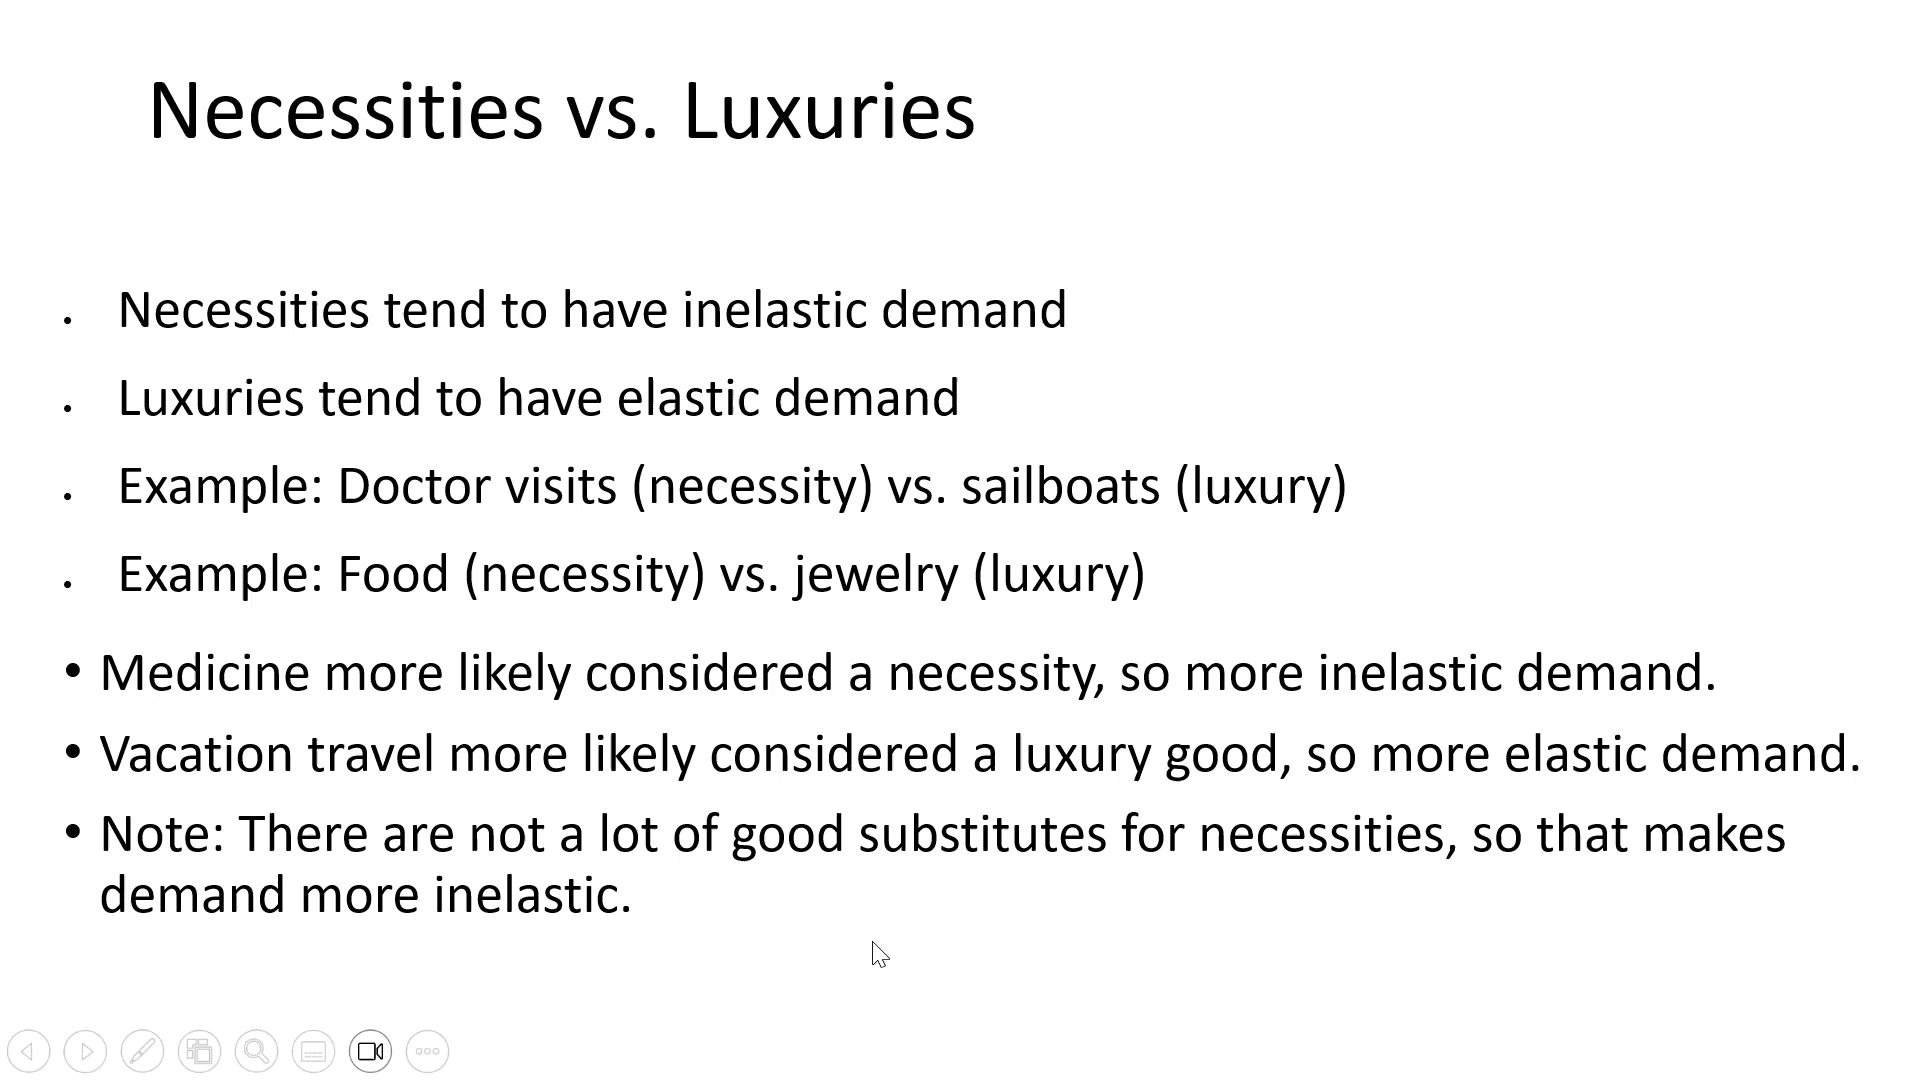 Necessities vs. Luxuries
• Necessities tend to have inelastic demand
• Luxuries tend to have elastic demand
• Example: Doctor visits (necessity) vs. sailboats (luxury)
• Example: Food (necessity) vs. jewelry (luxury)
• Medicine more likely considered a necessity, so more inelastic demand.
• Vacation travel more likely considered a luxury good, so more elastic demand.
• Note: There are not a lot of good substitutes for necessities, so that makes
demand more inelastic.